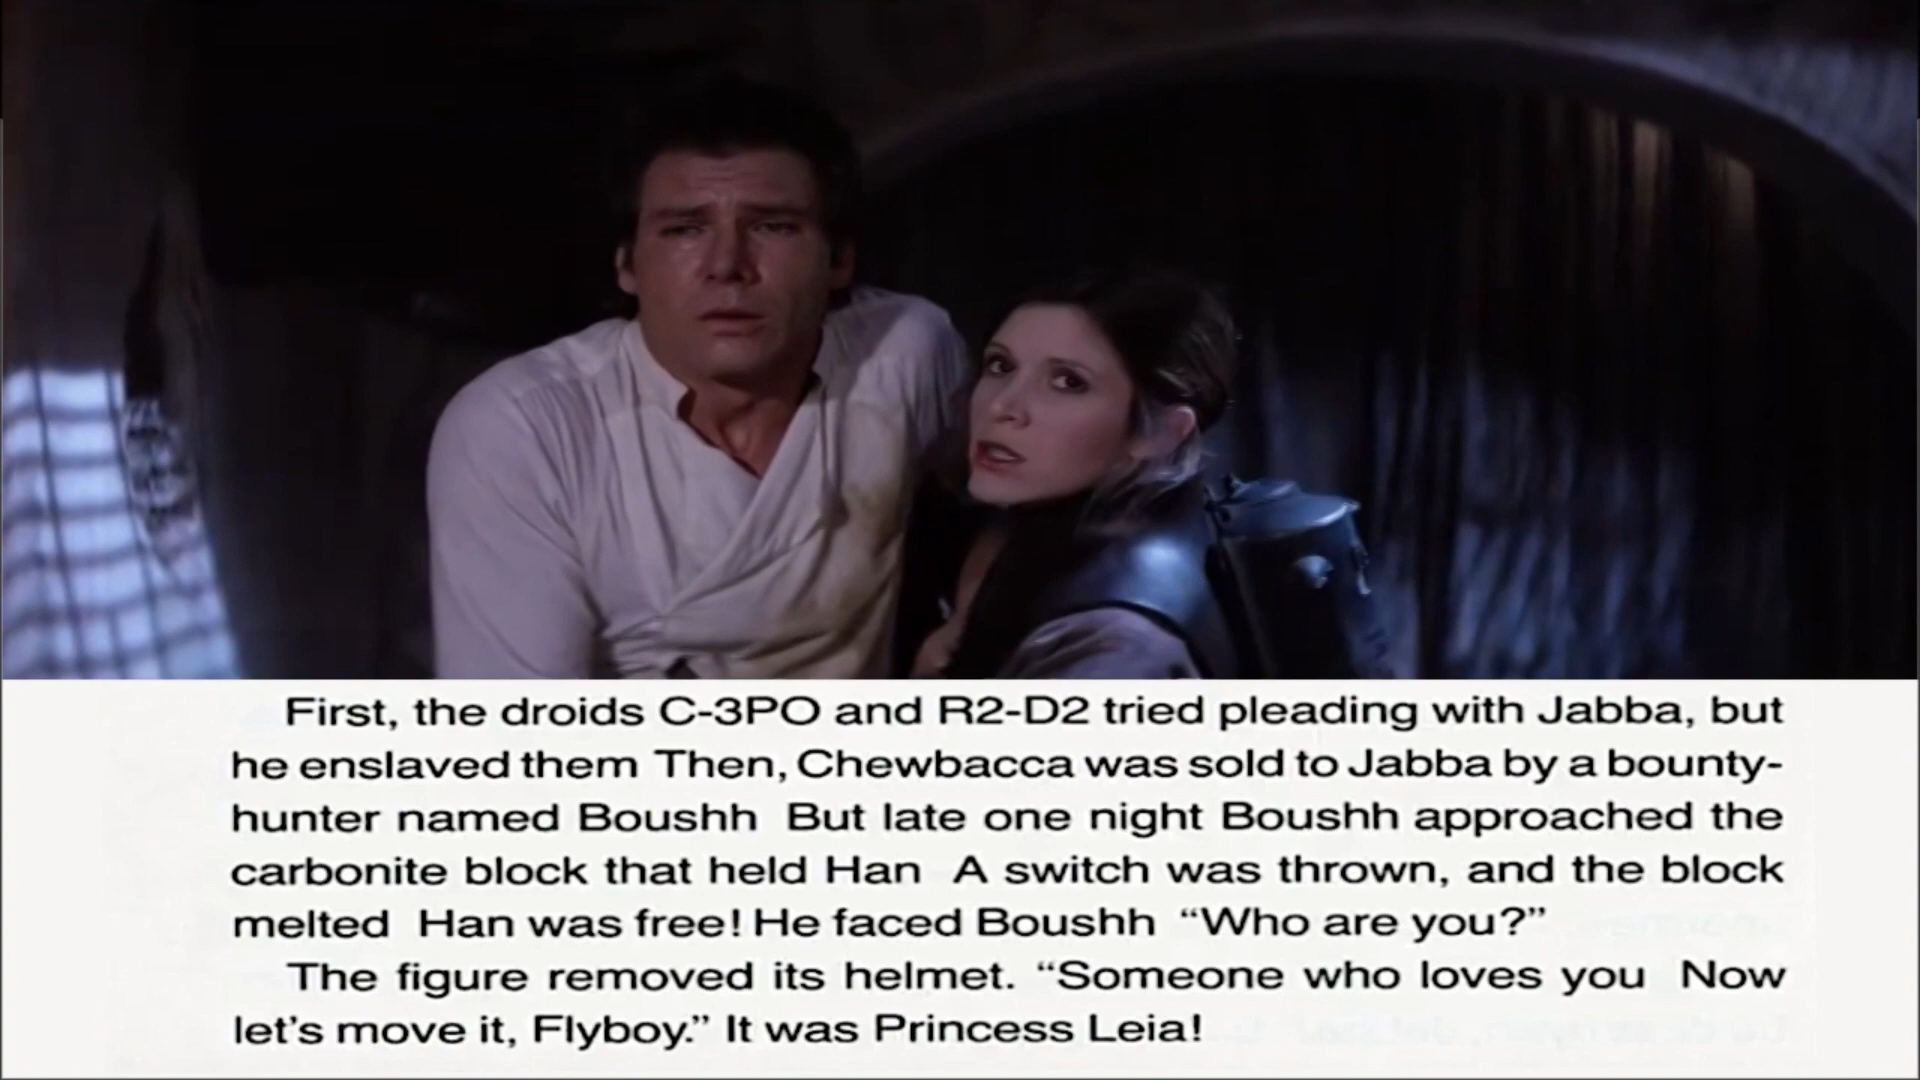 First, the droids C-3PO and R2-D2 tried pleading with Jabba, but
he enslaved them Then, Chewbacca was sold to Jabba by a bounty-
hunter named Boushh But late one night Boushh approached the
carbonite block that held Han A switch was thrown, and the block
melted Han was free! He faced Boushh “Who are you?”
The figure removed its helmet. “Someone who loves you Now
let’s move it, Flyboy.” It was Princess Leia!